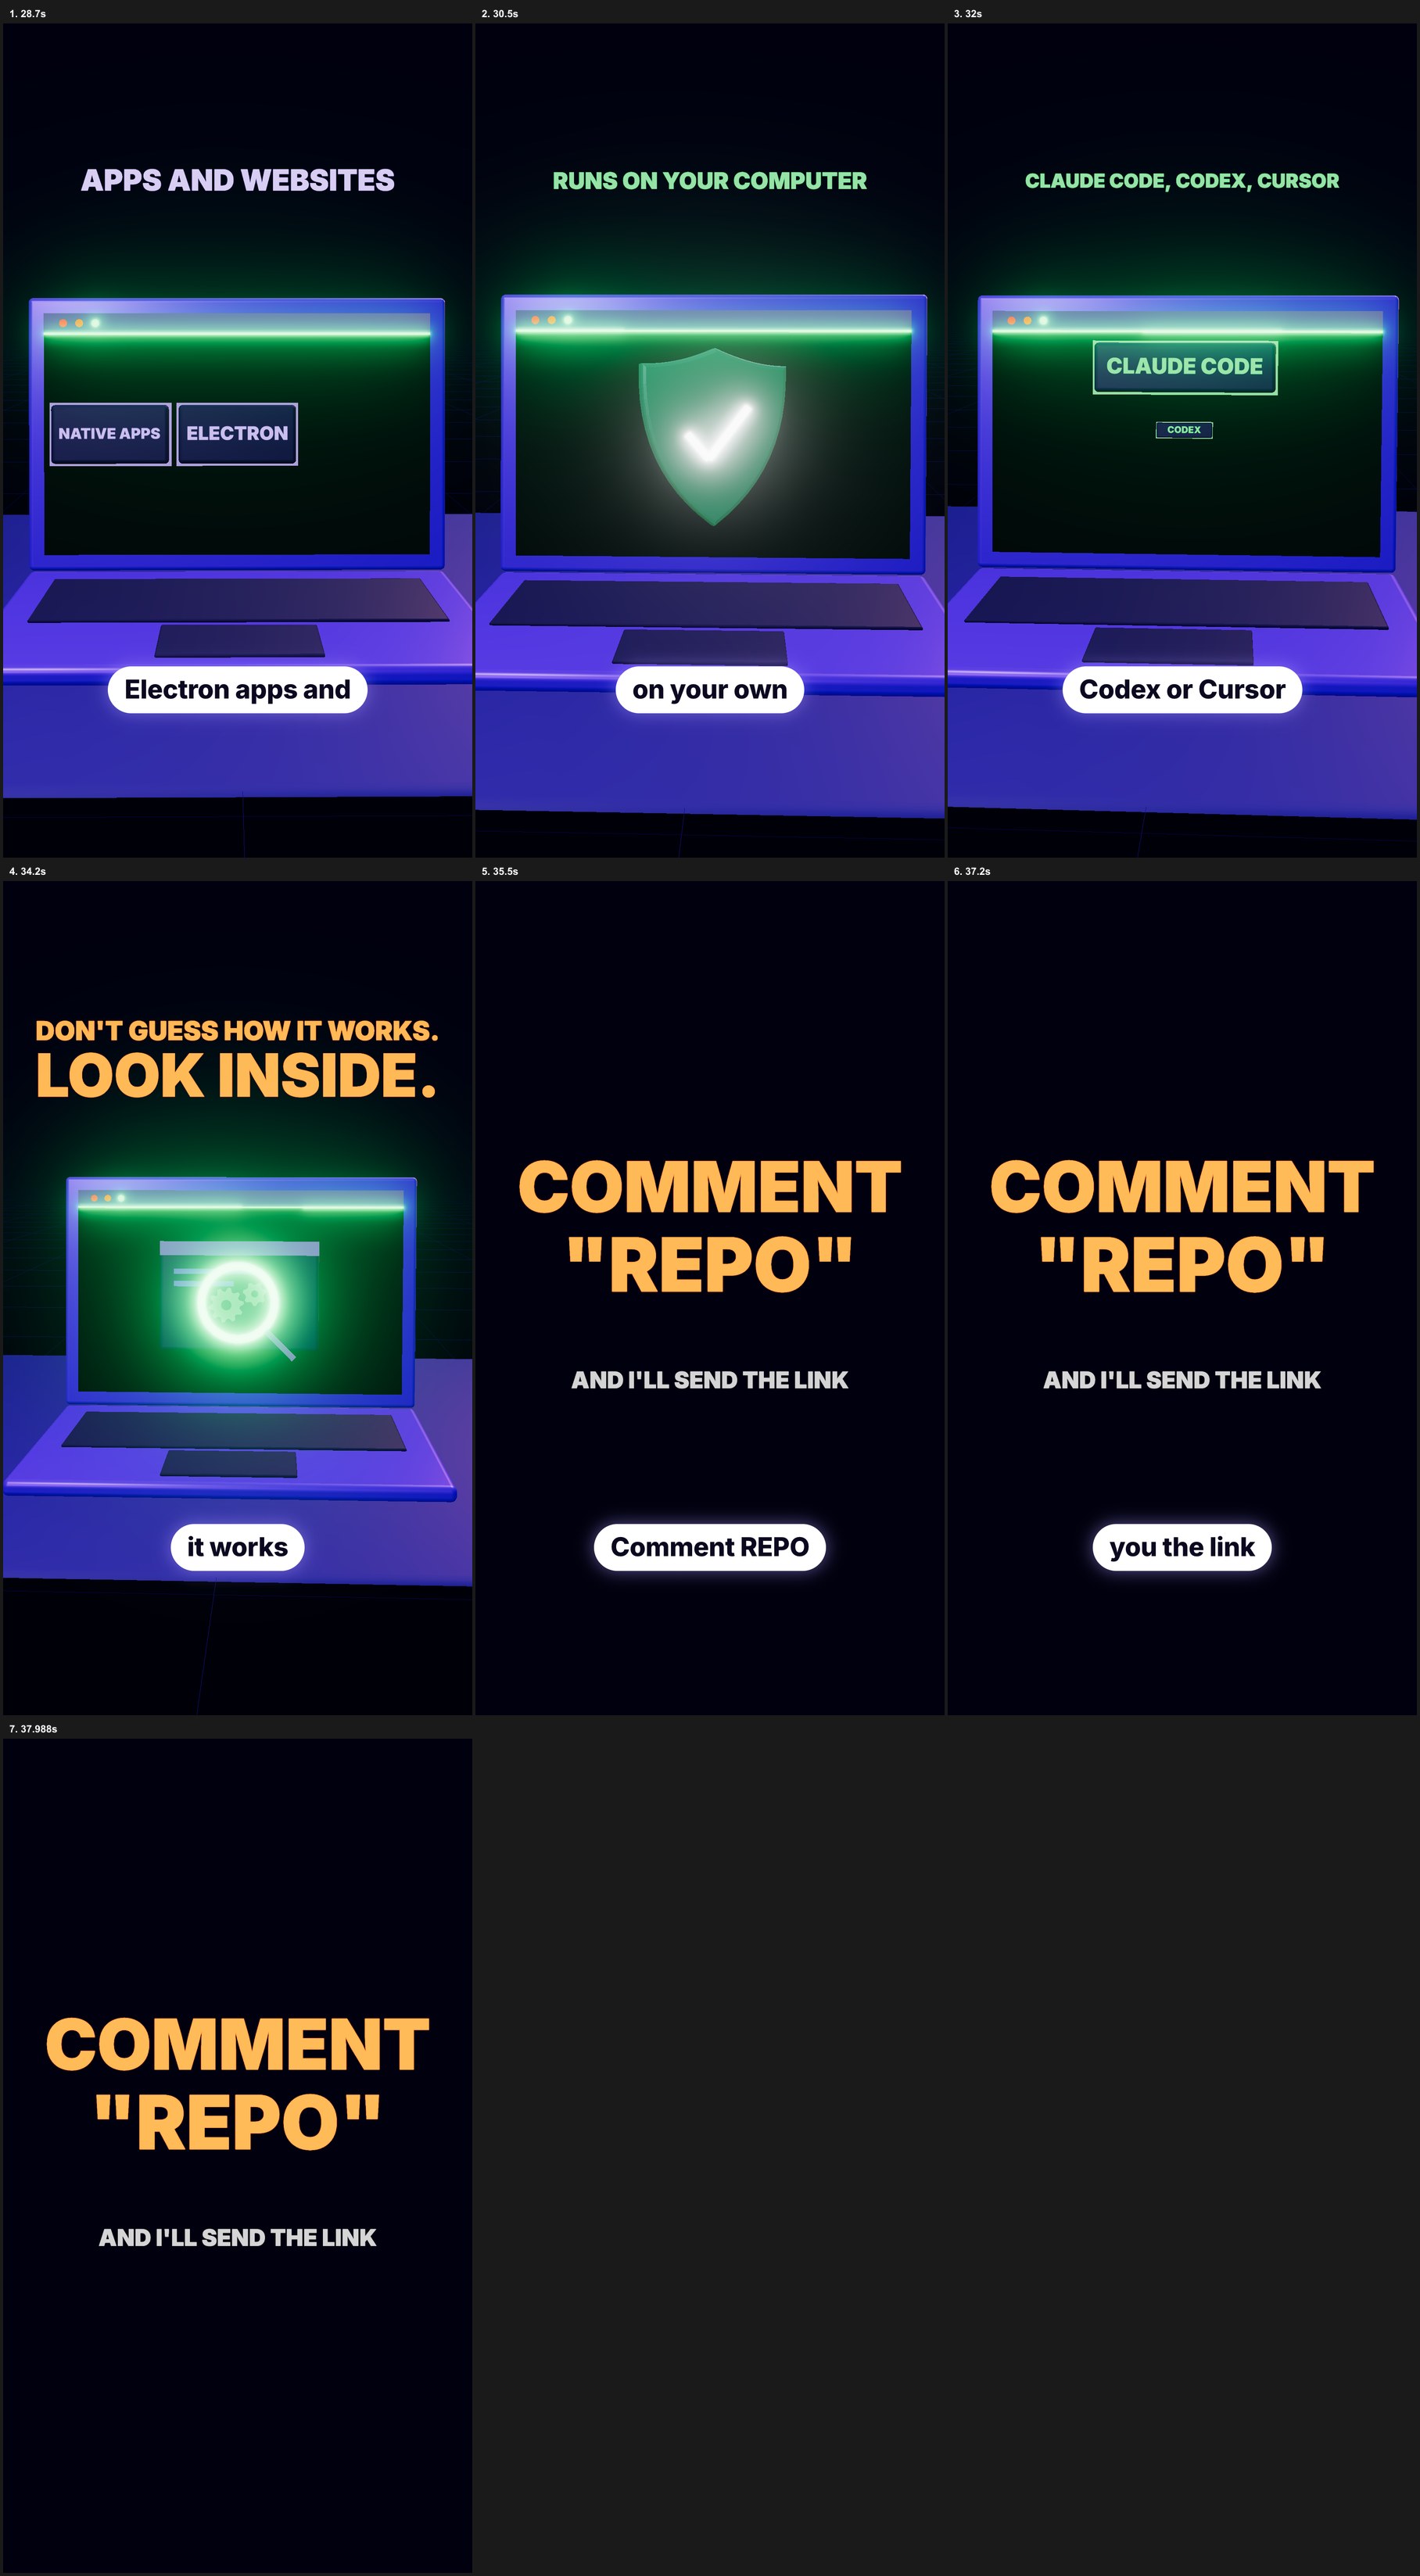 1. 28.7s
APPS AND WEBSITES
NATIVE APPS
ELECTRON
Electron apps and
2. 30.5s
RUNS ON YOUR COMPUTER
on your own
3. 32s
CLAUDE CODE, CODEX, CURSOR
CLAUDE CODE
CODEX
Codex or Cursor
4. 34.2s
DON'T GUESS HOW IT WORKS.
LOOK INSIDE.
it works
5. 35.5s
COMMENT
"REPO"
AND I'LL SEND THE LINK
Comment REPO
6. 37.2s
COMMENT
"REPO"
AND I'LL SEND THE LINK
you the link
7. 37.988s
COMMENT
"REPO"
AND I'LL SEND THE LINK